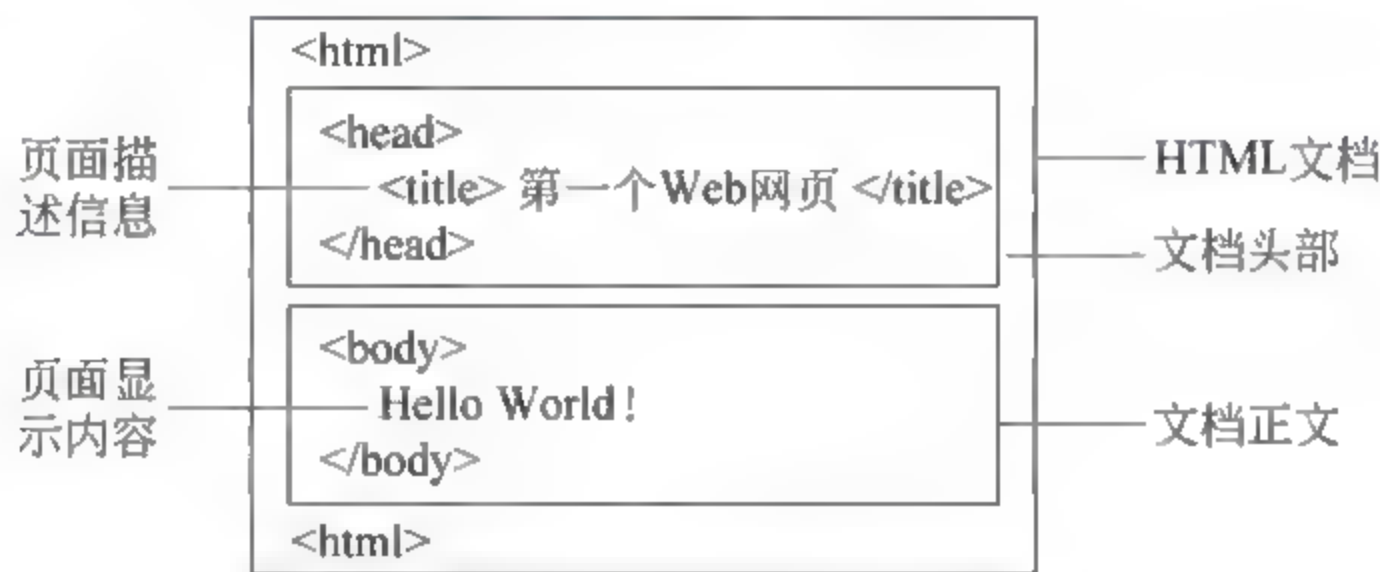 <html>
<head>
<title> 第一个Web网页 </title>
</head>
<body>
Hello World!
</body>
<html>
页面描
述信息
页面显
示内容
HTML文档
文档头部
文档正文